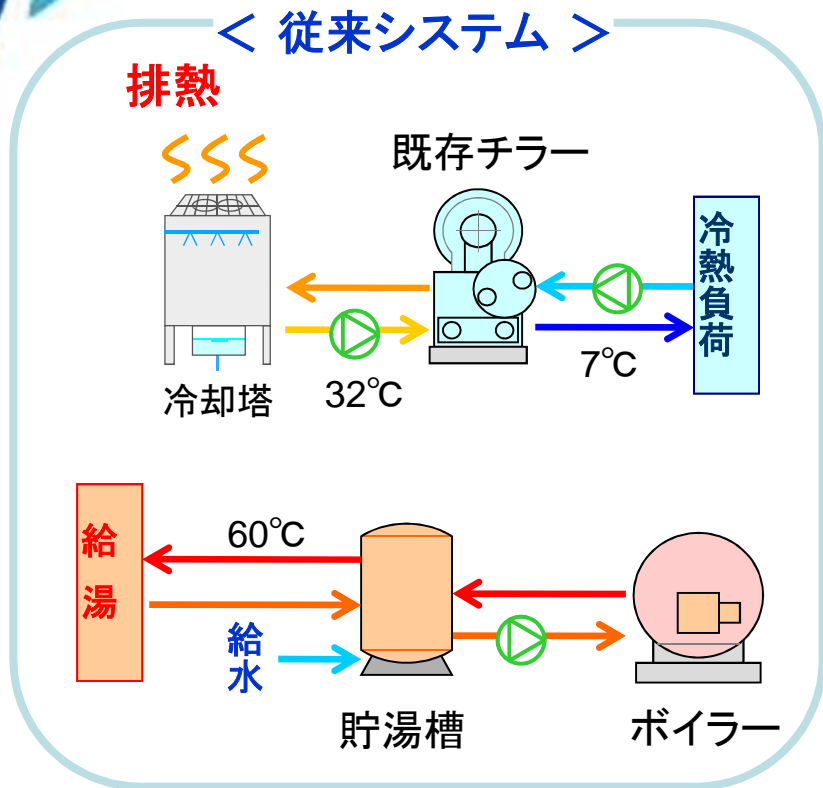 ＜ 従来システム ＞
排熱
既存チラー
冷熱負荷
冷却塔
32℃
7℃
給湯
60℃
給水
貯湯槽
ボイラー